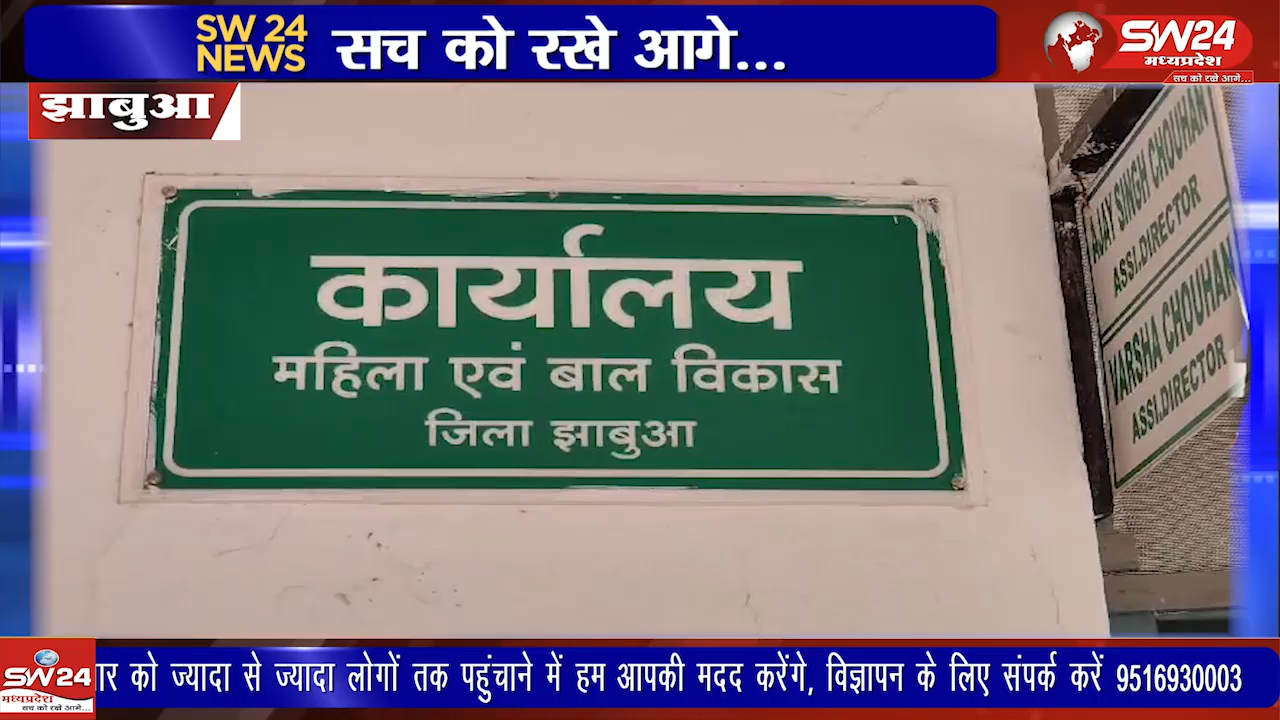 SW 24
NEWS
सच को रखे आगे...
SW24
मध्यप्रदेश
सच को रखे आगे...
झाबुआ
कार्यालय
महिला एवं बाल विकास
जिला झाबुआ
AJAY SINGH CHOUHAN
ASSI.DIRECTOR
VARSHA CHOUHAN
ASSI.DIRECTOR
SW24
मध्यप्रदेश
सच को रखे आगे...
को ज्यादा से ज्यादा लोगों तक पहुंचाने में हम आपकी मदद करेंगे, विज्ञापन के लिए संपर्क करें 9516930003